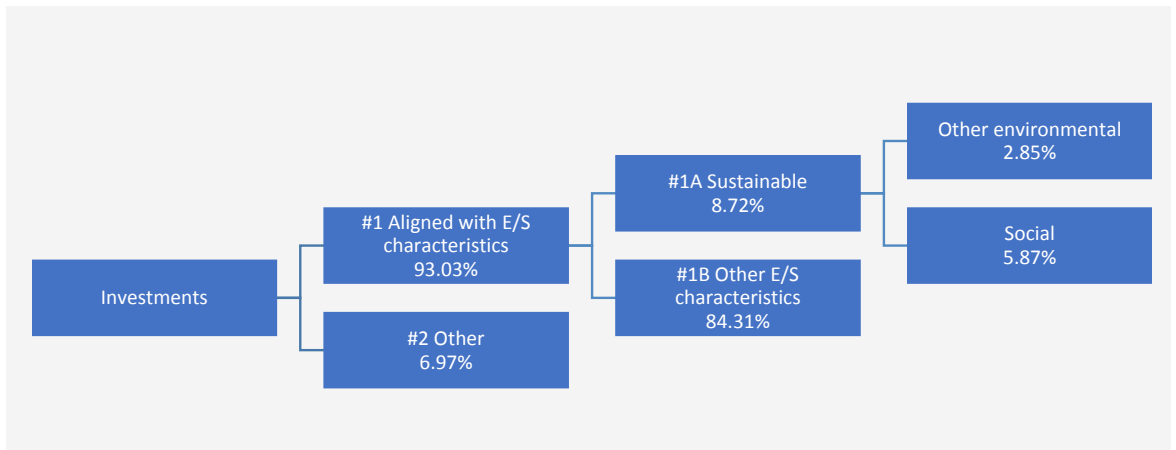 Investments
#1 Aligned with E/S
characteristics
93.03%
#2 Other
6.97%
#1A Sustainable
8.72%
#1B Other E/S
characteristics
84.31%
Other environmental
2.85%
Social
5.87%